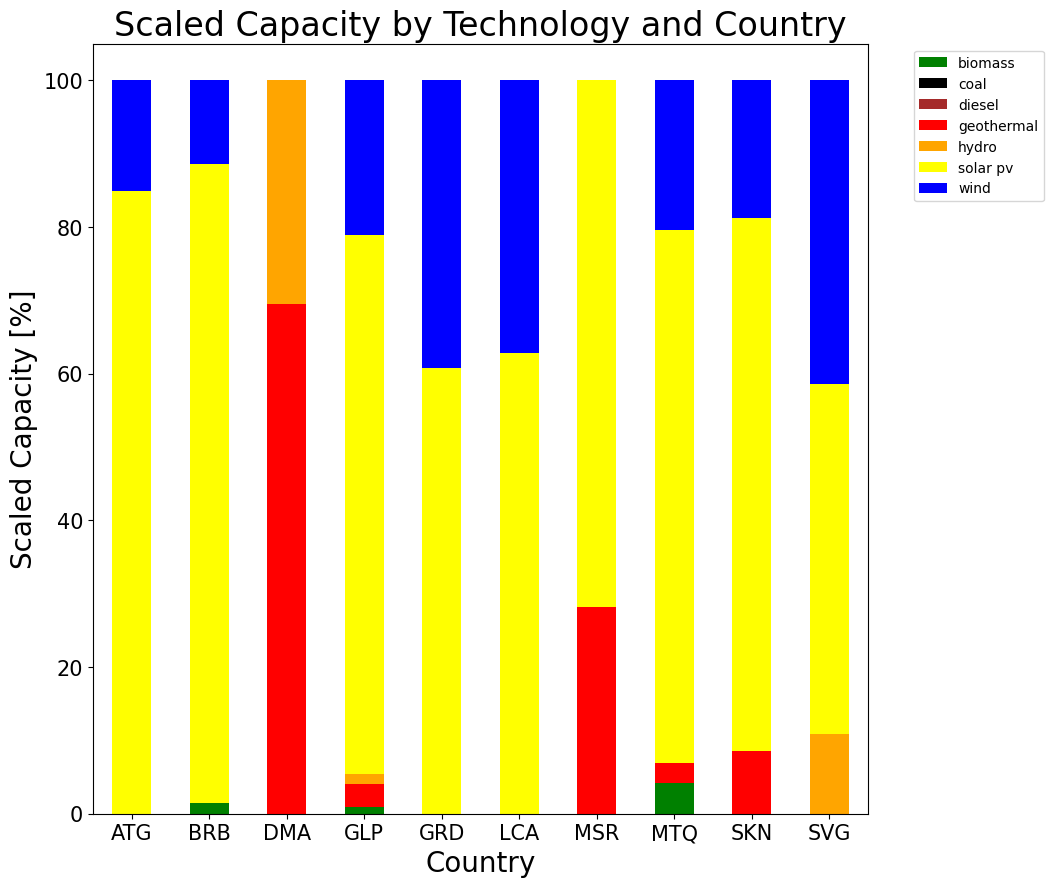 Scaled Capacity by Technology and Country
Scaled Capacity [%]
100
80
60
40
20
0
ATG BRB DMA GLP GRD LCA MSR MTQ SKN SVG
Country
biomass
coal
diesel
geothermal
hydro
solar pv
wind